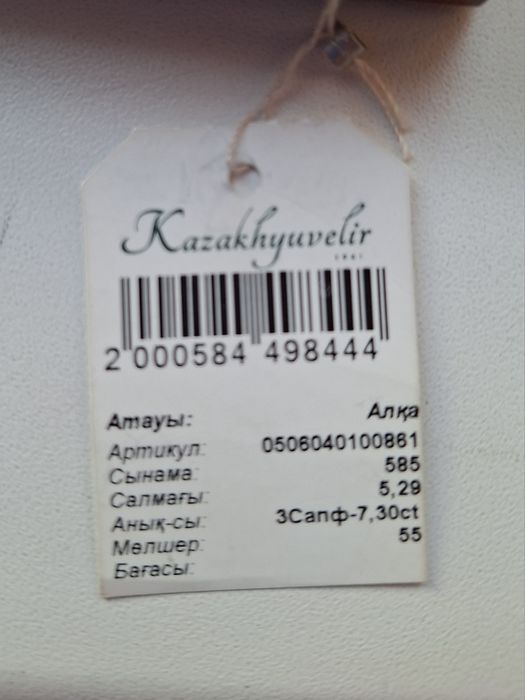 Kazakhyuvelir
2 000584 498444
Атауы: Алқа
Артикул: 0506040100861
Сынама: 585
Салмағы: 5,29
Анық-сы: 3Сапф-7,30ct
Мөлшер: 55
Бағасы: